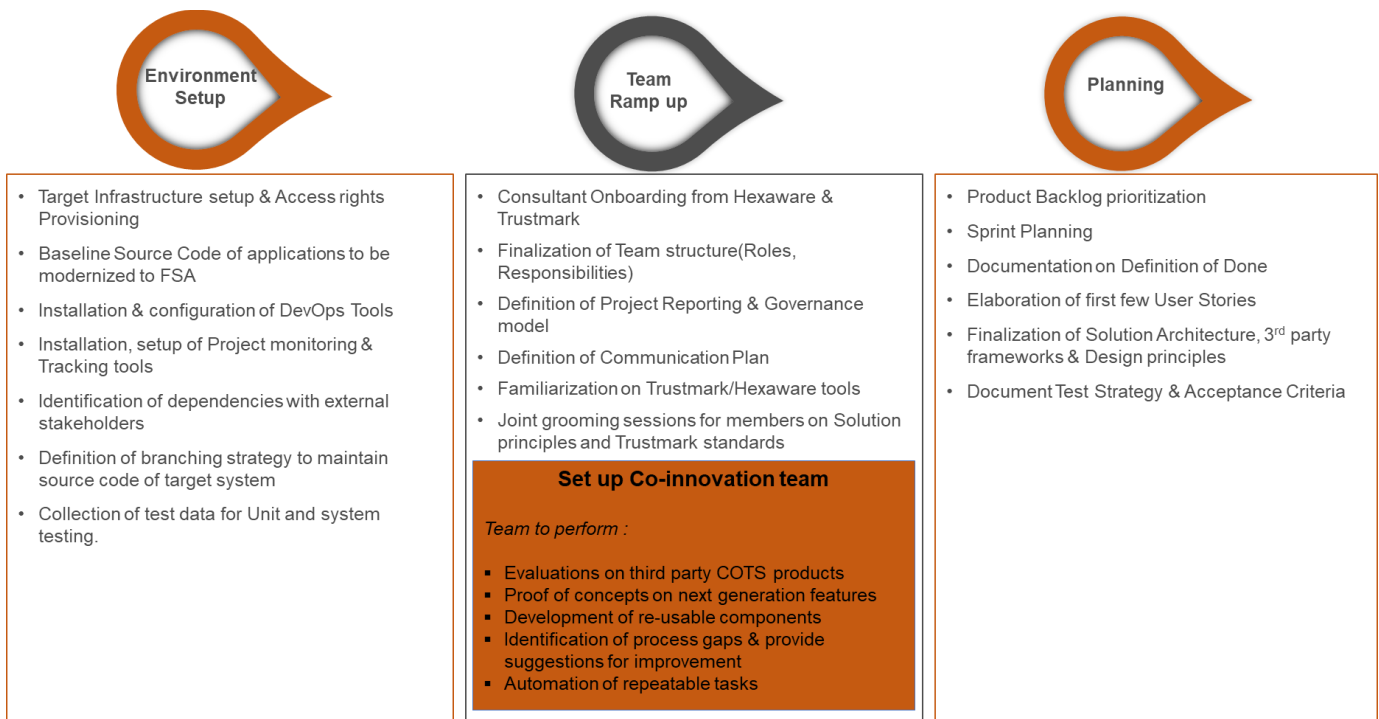 Environment
Setup
Team
Ramp up
Planning
• Target Infrastructure setup & Access rights
Provisioning
• Baseline Source Code of applications to be
modernized to FSA
• Installation & configuration of DevOps Tools
• Installation, setup of Project monitoring &
Tracking tools
• Identification of dependencies with external
stakeholders
• Definition of branching strategy to maintain
source code of target system
• Collection of test data for Unit and system
testing.
• Consultant Onboarding from Hexaware &
Trustmark
• Finalization of Team structure(Roles,
Responsibilities)
• Definition of Project Reporting & Governance
model
• Definition of Communication Plan
• Familiarization on Trustmark/Hexaware tools
• Joint grooming sessions for members on Solution
principles and Trustmark standards
Set up Co-innovation team
Team to perform :
▪ Evaluations on third party COTS products
▪ Proof of concepts on next generation features
▪ Development of re-usable components
▪ Identification of process gaps & provide
suggestions for improvement
▪ Automation of repeatable tasks
• Product Backlog prioritization
• Sprint Planning
• Documentation on Definition of Done
• Elaboration of first few User Stories
• Finalization of Solution Architecture, 3rd party
frameworks & Design principles
• Document Test Strategy & Acceptance Criteria